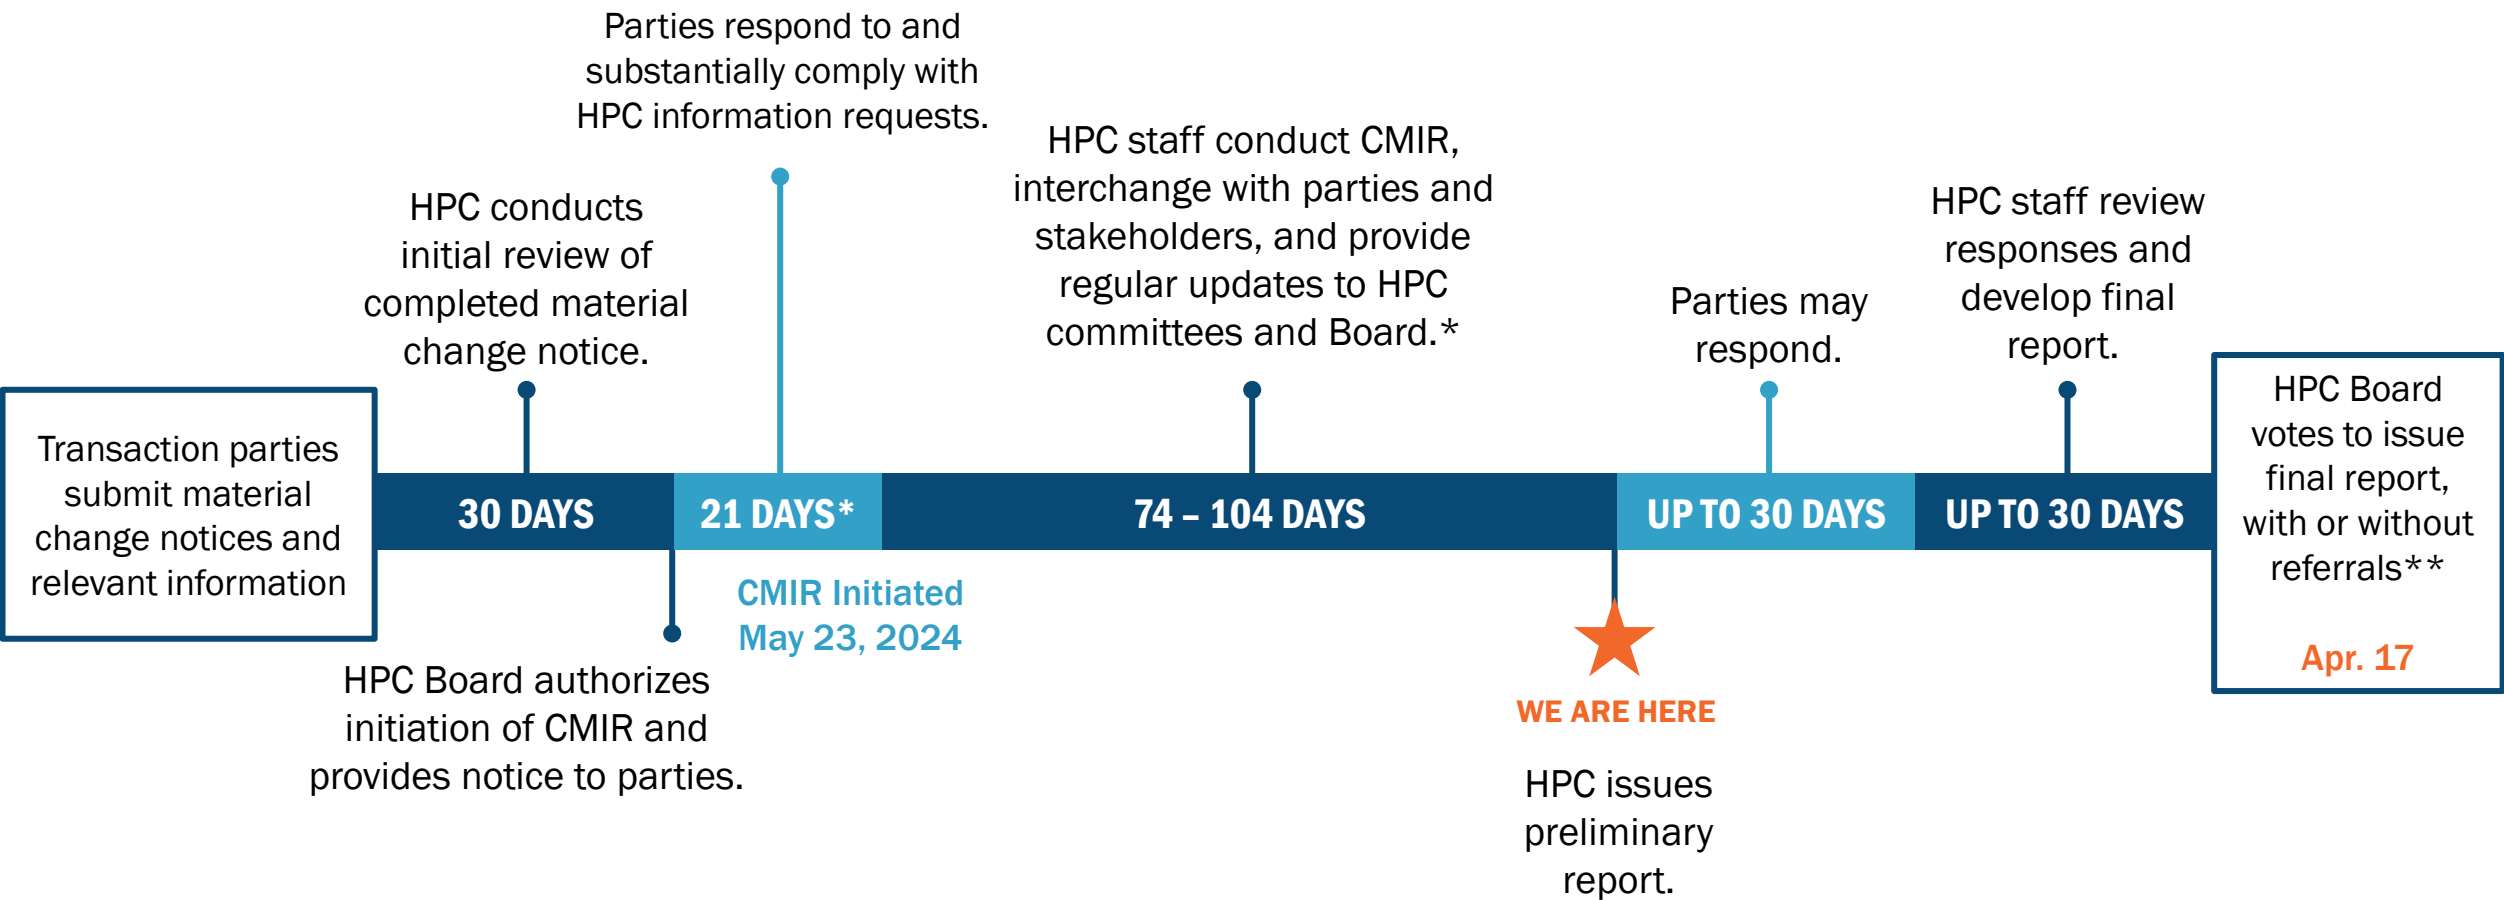 Parties respond to and
substantially comply with
HPC information requests.
HPC staff conduct CMIR,
interchange with parties and
stakeholders, and provide
regular updates to HPC
committees and Board.*
HPC conducts
initial review of
completed material
change notice.
HPC staff review
responses and
develop final
report.
Parties may
respond.
Transaction parties
submit material
change notices and
relevant information
30 DAYS
21 DAYS*
74 – 104 DAYS
UP TO 30 DAYS
UP TO 30 DAYS
HPC Board
votes to issue
final report,
with or without
referrals**
Apr. 17
CMIR Initiated
May 23, 2024
HPC Board authorizes
initiation of CMIR and
provides notice to parties.
WE ARE HERE
HPC issues
preliminary
report.